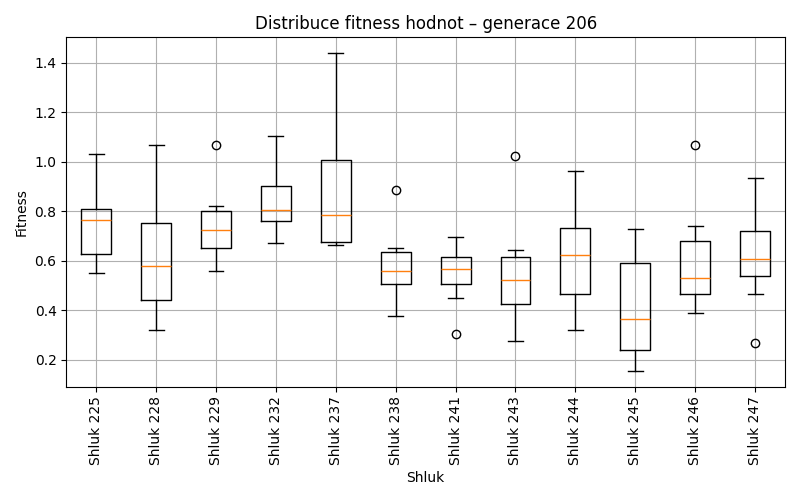 Distribuce fitness hodnot – generace 206
Fitness
1.4
1.2
1.0
0.8
0.6
0.4
0.2
Shluk 225
Shluk 228
Shluk 229
Shluk 232
Shluk 237
Shluk 238
Shluk 241
Shluk 243
Shluk 244
Shluk 245
Shluk 246
Shluk 247
Shluk